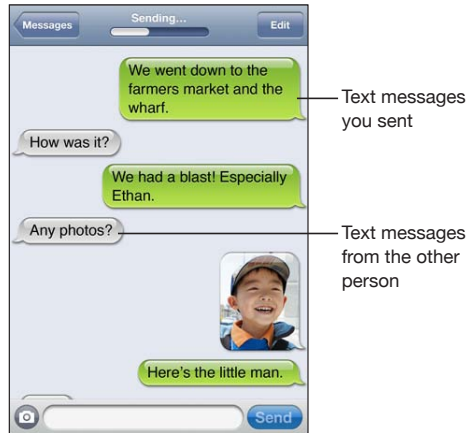 Messages
Sending...
Edit
We went down to the
farmers market and the
wharf.
Text messages
you sent
How was it?
We had a blast! Especially
Ethan.
Any photos?
Text messages
from the other
person
Here's the little man.
Send